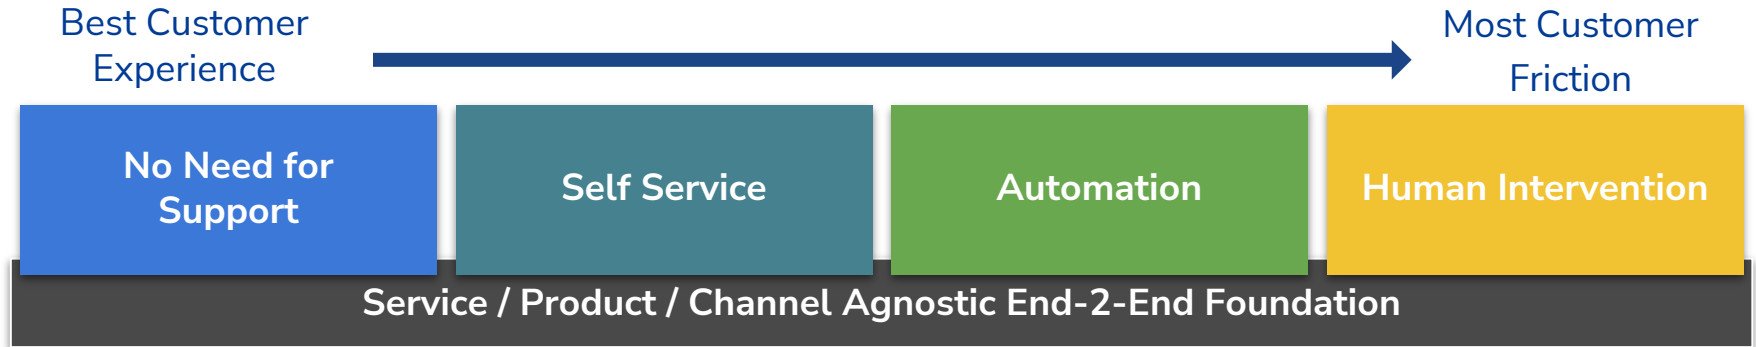 Best Customer
Experience
Most Customer
Friction
No Need for
Support
Self Service
Automation
Human Intervention
Service / Product / Channel Agnostic End-2-End Foundation